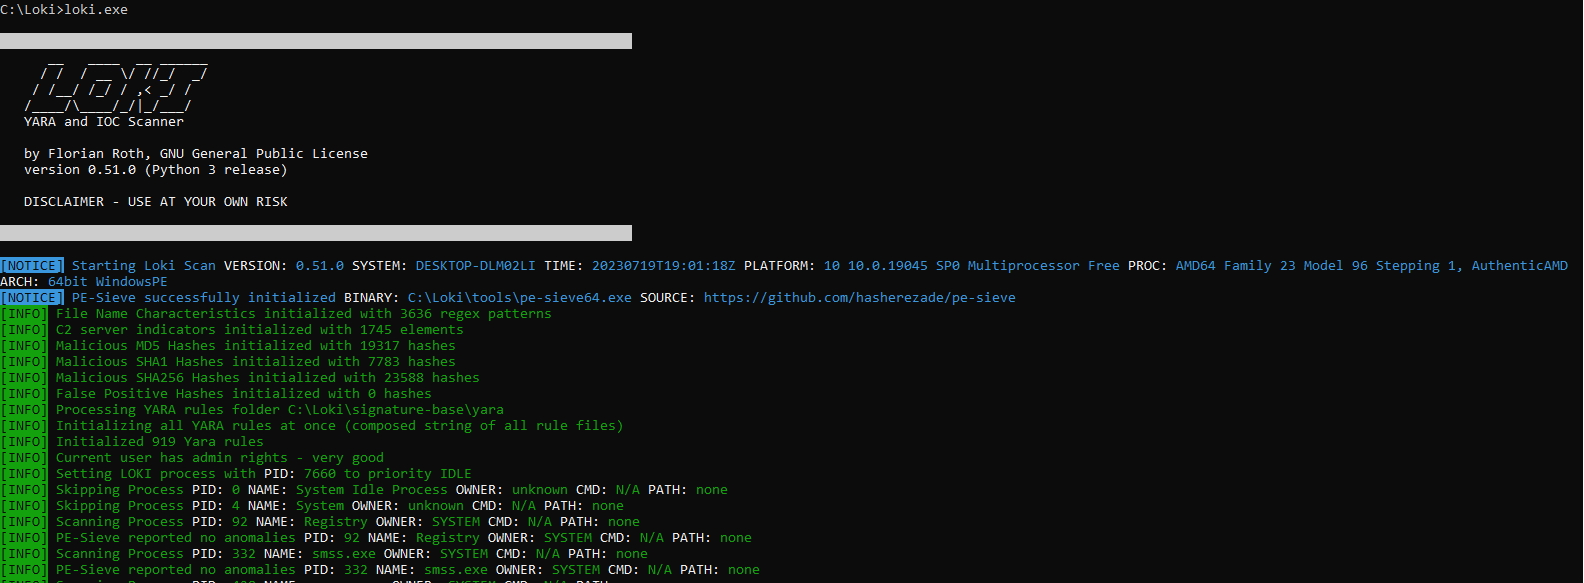 C:\Loki>loki.exe
YARA and IOC Scanner
by Florian Roth, GNU General Public License
version 0.51.0 (Python 3 release)
DISCLAIMER - USE AT YOUR OWN RISK
[NOTICE] Starting Loki Scan VERSION: 0.51.0 SYSTEM: DESKTOP-DLM02LI TIME: 20230719T19:01:18Z PLATFORM: 10 10.0.19045 SP0 Multiprocessor Free PROC: AMD64 Family 23 Model 96 Stepping 1, AuthenticAMD
ARCH: 64bit WindowsPE
[NOTICE] PE-Sieve successfully initialized BINARY: C:\Loki\tools\pe-sieve64.exe SOURCE: https://github.com/hasherezade/pe-sieve
[INFO] File Name Characteristics initialized with 3636 regex patterns
[INFO] C2 server indicators initialized with 1745 elements
[INFO] Malicious MD5 Hashes initialized with 19317 hashes
[INFO] Malicious SHA1 Hashes initialized with 7783 hashes
[INFO] Malicious SHA256 Hashes initialized with 23588 hashes
[INFO] False Positive Hashes initialized with 0 hashes
[INFO] Processing YARA rules folder C:\Loki\signature-base\yara
[INFO] Initializing all YARA rules at once (composed string of all rule files)
[INFO] Initialized 919 Yara rules
[INFO] Current user has admin rights - very good
[INFO] Setting LOKI process with PID: 7660 to priority IDLE
[INFO] Skipping Process PID: 0 NAME: System Idle Process OWNER: unknown CMD: N/A PATH: none
[INFO] Skipping Process PID: 4 NAME: System OWNER: unknown CMD: N/A PATH: none
[INFO] Scanning Process PID: 92 NAME: Registry OWNER: SYSTEM CMD: N/A PATH: none
[INFO] PE-Sieve reported no anomalies PID: 92 NAME: Registry OWNER: SYSTEM CMD: N/A PATH: none
[INFO] Scanning Process PID: 332 NAME: smss.exe OWNER: SYSTEM CMD: N/A PATH: none
[INFO] PE-Sieve reported no anomalies PID: 332 NAME: smss.exe OWNER: SYSTEM CMD: N/A PATH: none